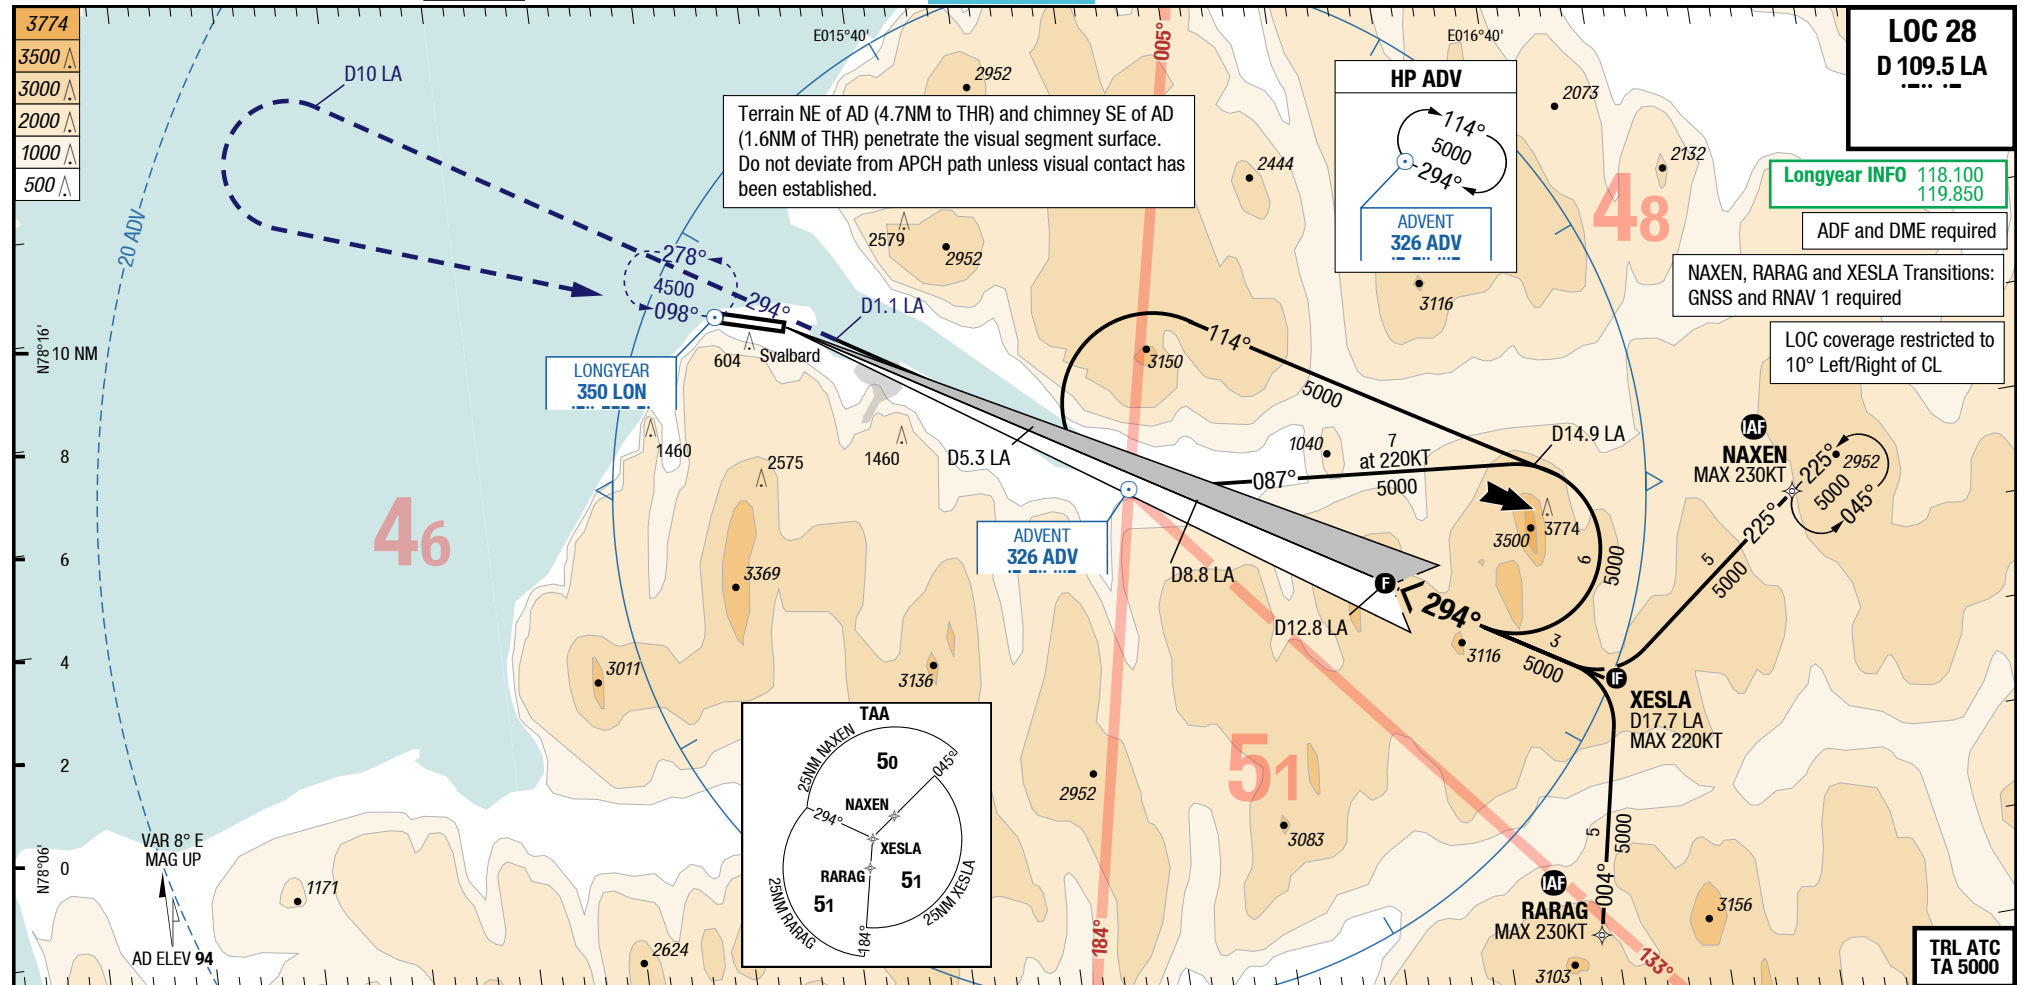 3774
3500
3000
2000
1000
500
D10 LA
20 ADV
E015°40'
005°
E016°40'
LOC 28
D 109.5 LA
Longyear INFO 118.100
119.850
ADF and DME required
NAXEN, RARAG and XESLA Transitions:
GNSS and RNAV 1 required
LOC coverage restricted to
10° Left/Right of CL
HP ADV
114°
5000
294°
ADVENT
326 ADV
2952
Terrain NE of AD (4.7NM to THR) and chimney SE of AD
(1.6NM of THR) penetrate the visual segment surface.
Do not deviate from APCH path unless visual contact has
been established.
2444
2073
2132
48
2579
2952
3116
278°
4500
098°
294°
D1.1 LA
N78°16'
10 NM
8
6
4
2
0
N78°06'
604
Svalbard
LONGYEAR
350 LON
3150
114°
5000
1040
7
at 220KT
5000
087°
D14.9 LA
IAF
NAXEN
MAX 230KT
225°
5000
045°
2952
225°
5
5000
1460
2575
1460
D5.3 LA
46
ADVENT
326 ADV
D8.8 LA
3774
3500
6
5000
F
294°
D12.8 LA
3116
3
5000
IF
XESLA
D17.7 LA
MAX 220KT
3369
3011
3136
TAA
25NM NAXEN
50
045°
NAXEN
294°
XESLA
RARAG
51
51
25NM RARAG
25NM XESLA
184°
2952
51
3083
5
5000
004°
IAF
RARAG
MAX 230KT
3156
3103
133°
184°
VAR 8° E
MAG UP
AD ELEV 94
1171
2624
TRL ATC
TA 5000